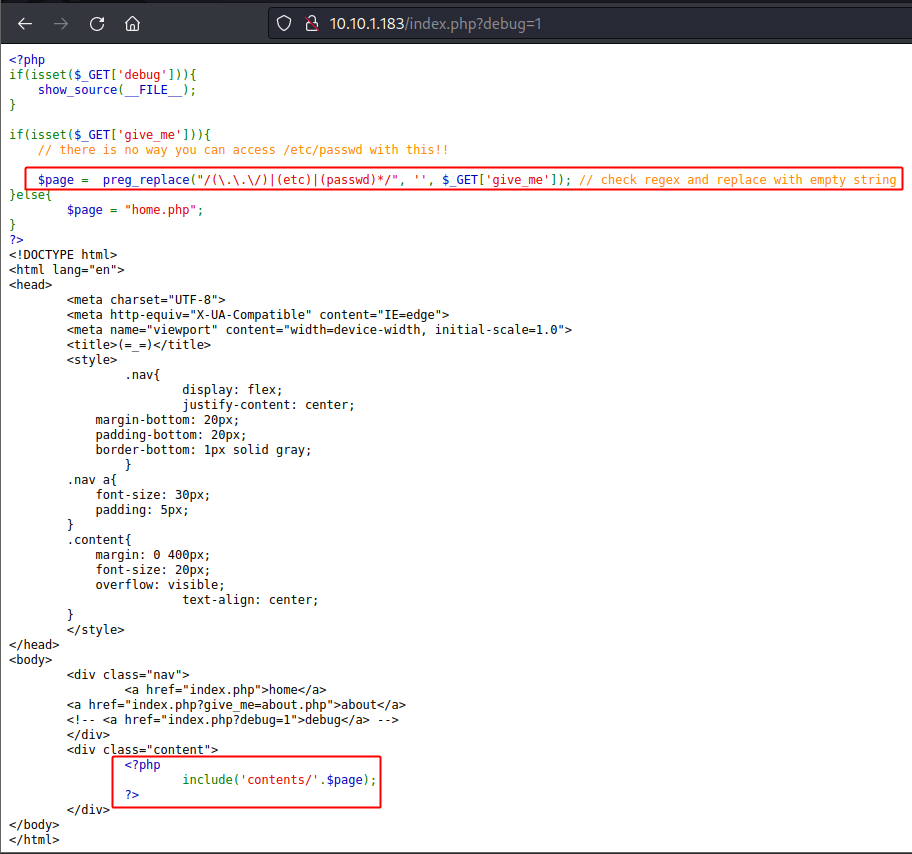 10.10.1.183/index.php?debug=1
<?php
if(isset($_GET['debug'])){
    show_source(__FILE__);
}

if(isset($_GET['give_me'])){
    // there is no way you can access /etc/passwd with this!!

    $page =  preg_replace("/(\.\.\/)|(etc)|(passwd)*/", '', $_GET['give_me']); // check regex and replace with empty string
}else{
        $page = "home.php";
}
?>
<!DOCTYPE html>
<html lang="en">
<head>
        <meta charset="UTF-8">
        <meta http-equiv="X-UA-Compatible" content="IE=edge">
        <meta name="viewport" content="width=device-width, initial-scale=1.0">
        <title>(=_=)</title>
        <style>
                .nav{
                        display: flex;
                        justify-content: center;
            margin-bottom: 20px;
            padding-bottom: 20px;
            border-bottom: 1px solid gray;
                }
        .nav a{
            font-size: 30px;
            padding: 5px;
        }
        .content{
            margin: 0 400px;
            font-size: 20px;
            overflow: visible;
                        text-align: center;
        }
        </style>
</head>
<body>
        <div class="nav">
                <a href="index.php">home</a>
        <a href="index.php?give_me=about.php">about</a>
        <!-- <a href="index.php?debug=1">debug</a> -->
        </div>
        <div class="content">
                <?php
                        include('contents/'.$page);
                ?>
        </div>
</body>
</html>